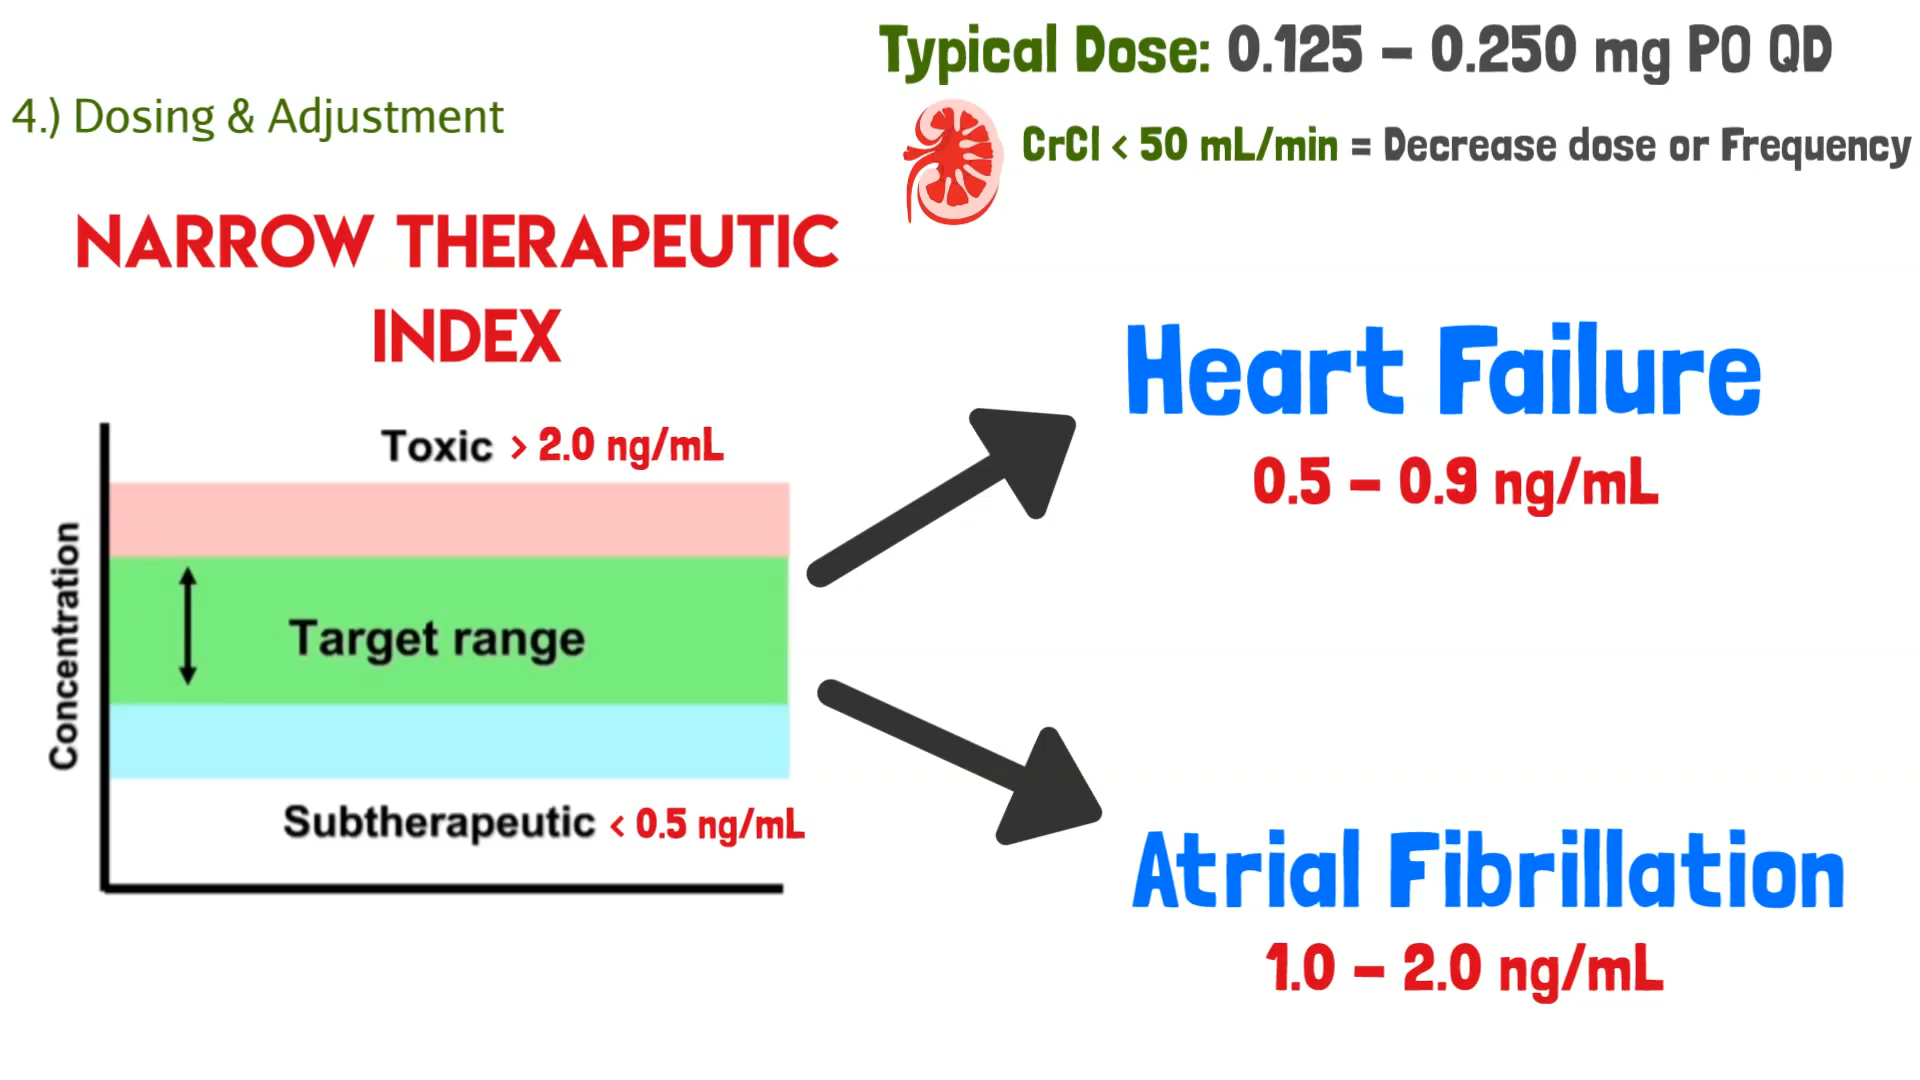 Typical Dose: 0.125 – 0.250 mg PO QD
4.) Dosing & Adjustment
CrCl < 50 mL/min = Decrease dose or Frequency
NARROW THERAPEUTIC
INDEX
Toxic > 2.0 ng/mL
Concentration
Target range
Subtherapeutic < 0.5 ng/mL
Heart Failure
0.5 – 0.9 ng/mL
Atrial Fibrillation
1.0 – 2.0 ng/mL